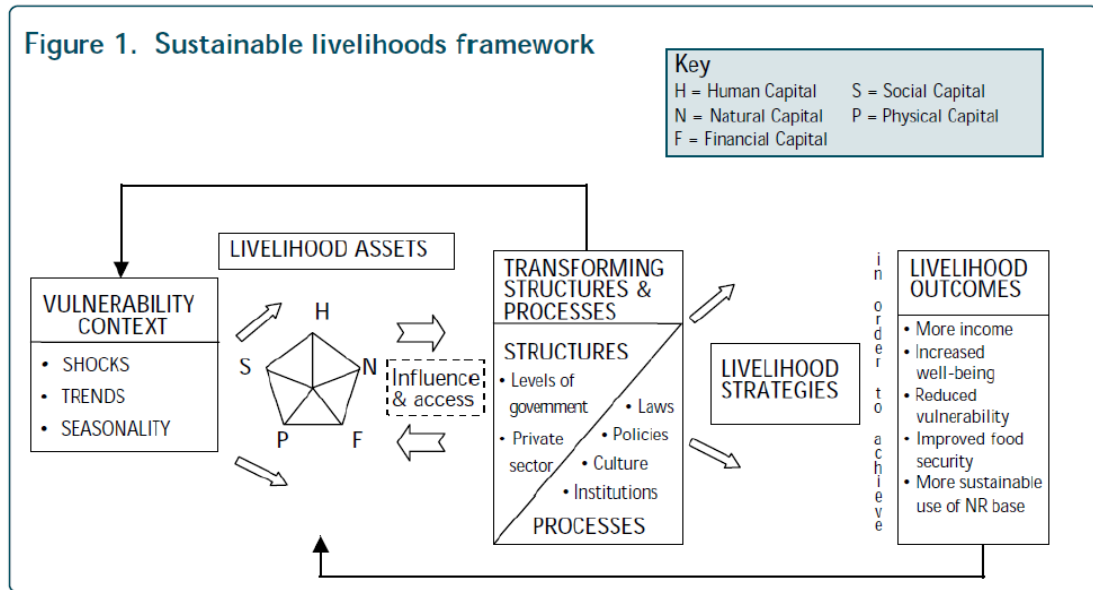 Figure 1. Sustainable livelihoods framework
Key
H = Human Capital S = Social Capital
N = Natural Capital P = Physical Capital
F = Financial Capital
LIVELIHOOD ASSETS
VULNERABILITY
CONTEXT
• SHOCKS
• TRENDS
• SEASONALITY
H
S
N
P
F
Influence
& access
TRANSFORMING
STRUCTURES &
PROCESSES
STRUCTURES
• Levels of
government
• Private
sector
• Laws
• Policies
• Culture
• Institutions
PROCESSES
LIVELIHOOD
STRATEGIES
in order to achieve
LIVELIHOOD
OUTCOMES
• More income
• Increased
well-being
• Reduced
vulnerability
• Improved food
security
• More sustainable
use of NR base